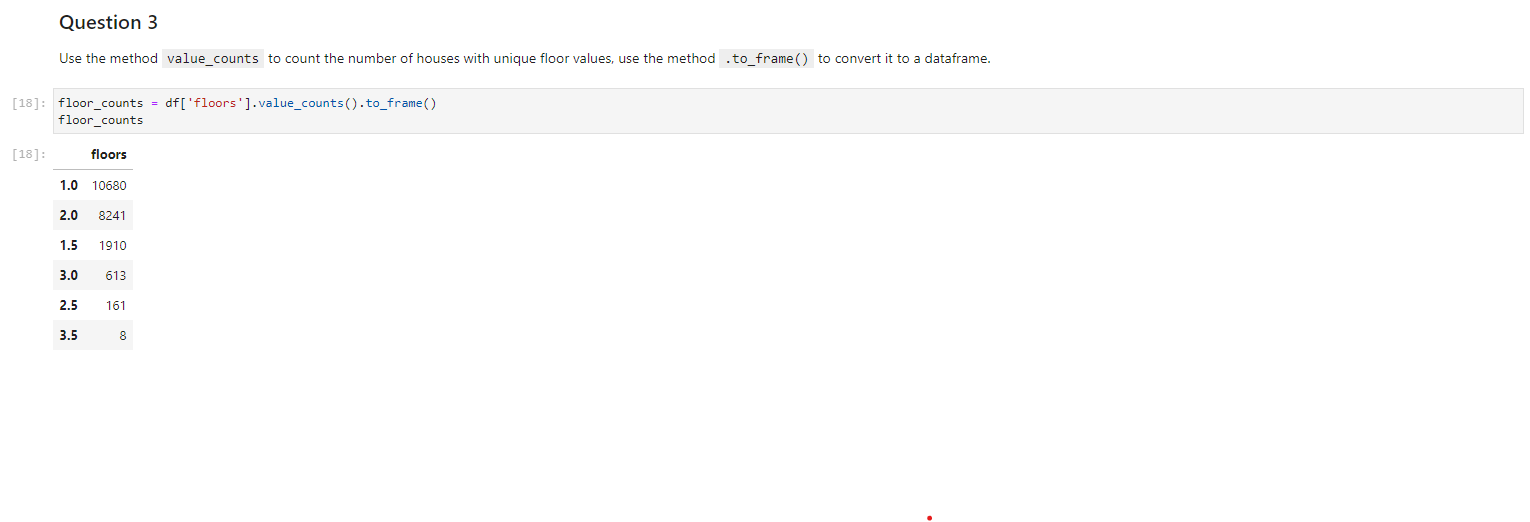 Question 3
Use the method value_counts to count the number of houses with unique floor values, use the method .to_frame() to convert it to a dataframe.
[18]: floor_counts = df['floors'].value_counts().to_frame()
floor_counts
[18]: floors
1.0 10680
2.0 8241
1.5 1910
3.0 613
2.5 161
3.5 8